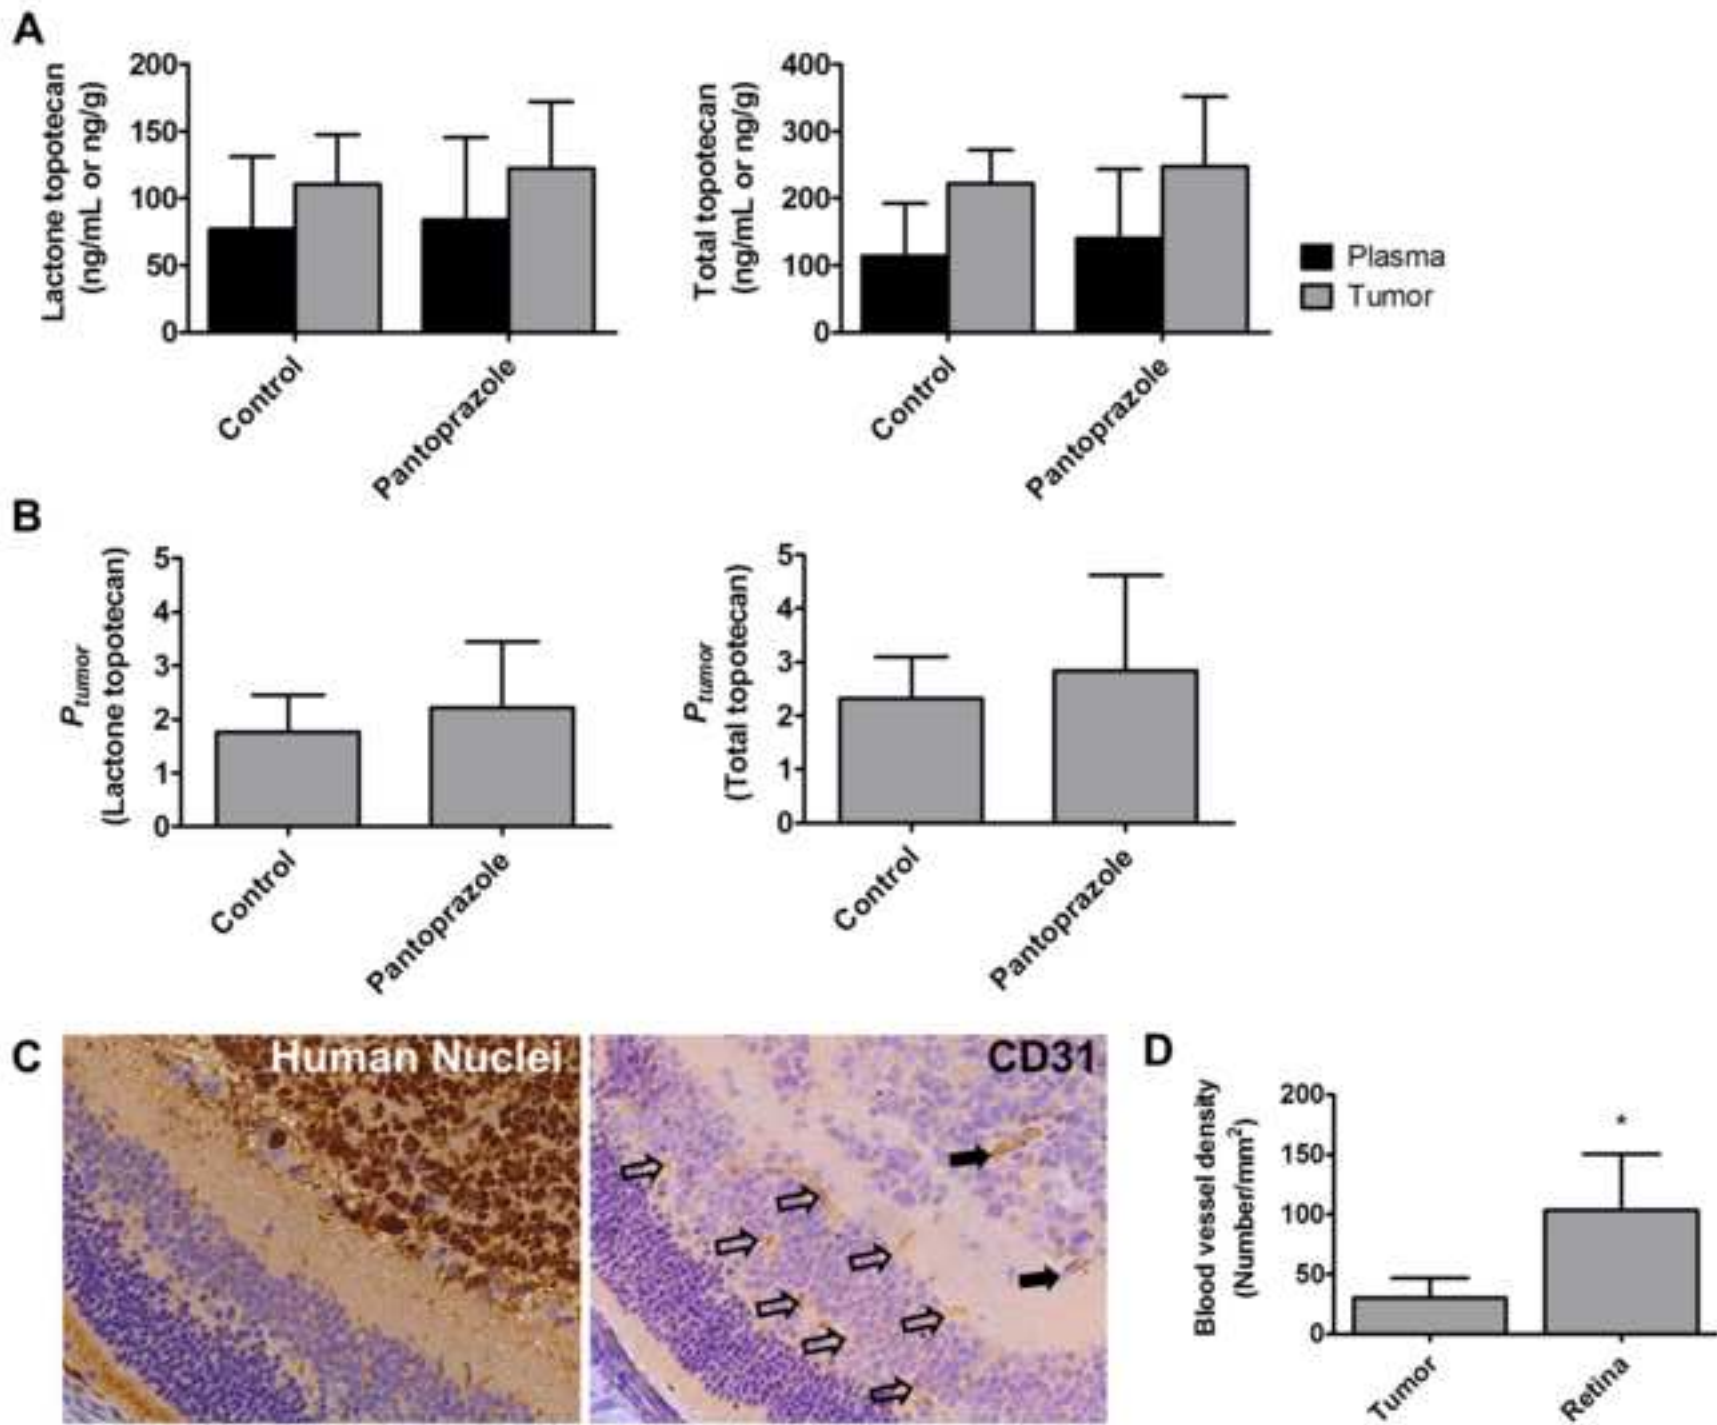 A
Lactone topotecan
(ng/mL or ng/g)
200
150
100
50
0
Control
Pantoprazole
Total topotecan
(ng/mL or ng/g)
400
300
200
100
0
Control
Pantoprazole
Plasma
Tumor
B
Ptumor
(Lactone topotecan)
5
4
3
2
1
0
Control
Pantoprazole
Ptumor
(Total topotecan)
5
4
3
2
1
0
Control
Pantoprazole
C
Human Nuclei
CD31
D
Blood vessel density
(Number/mm²)
200
150
100
50
0
*
Tumor
Retina